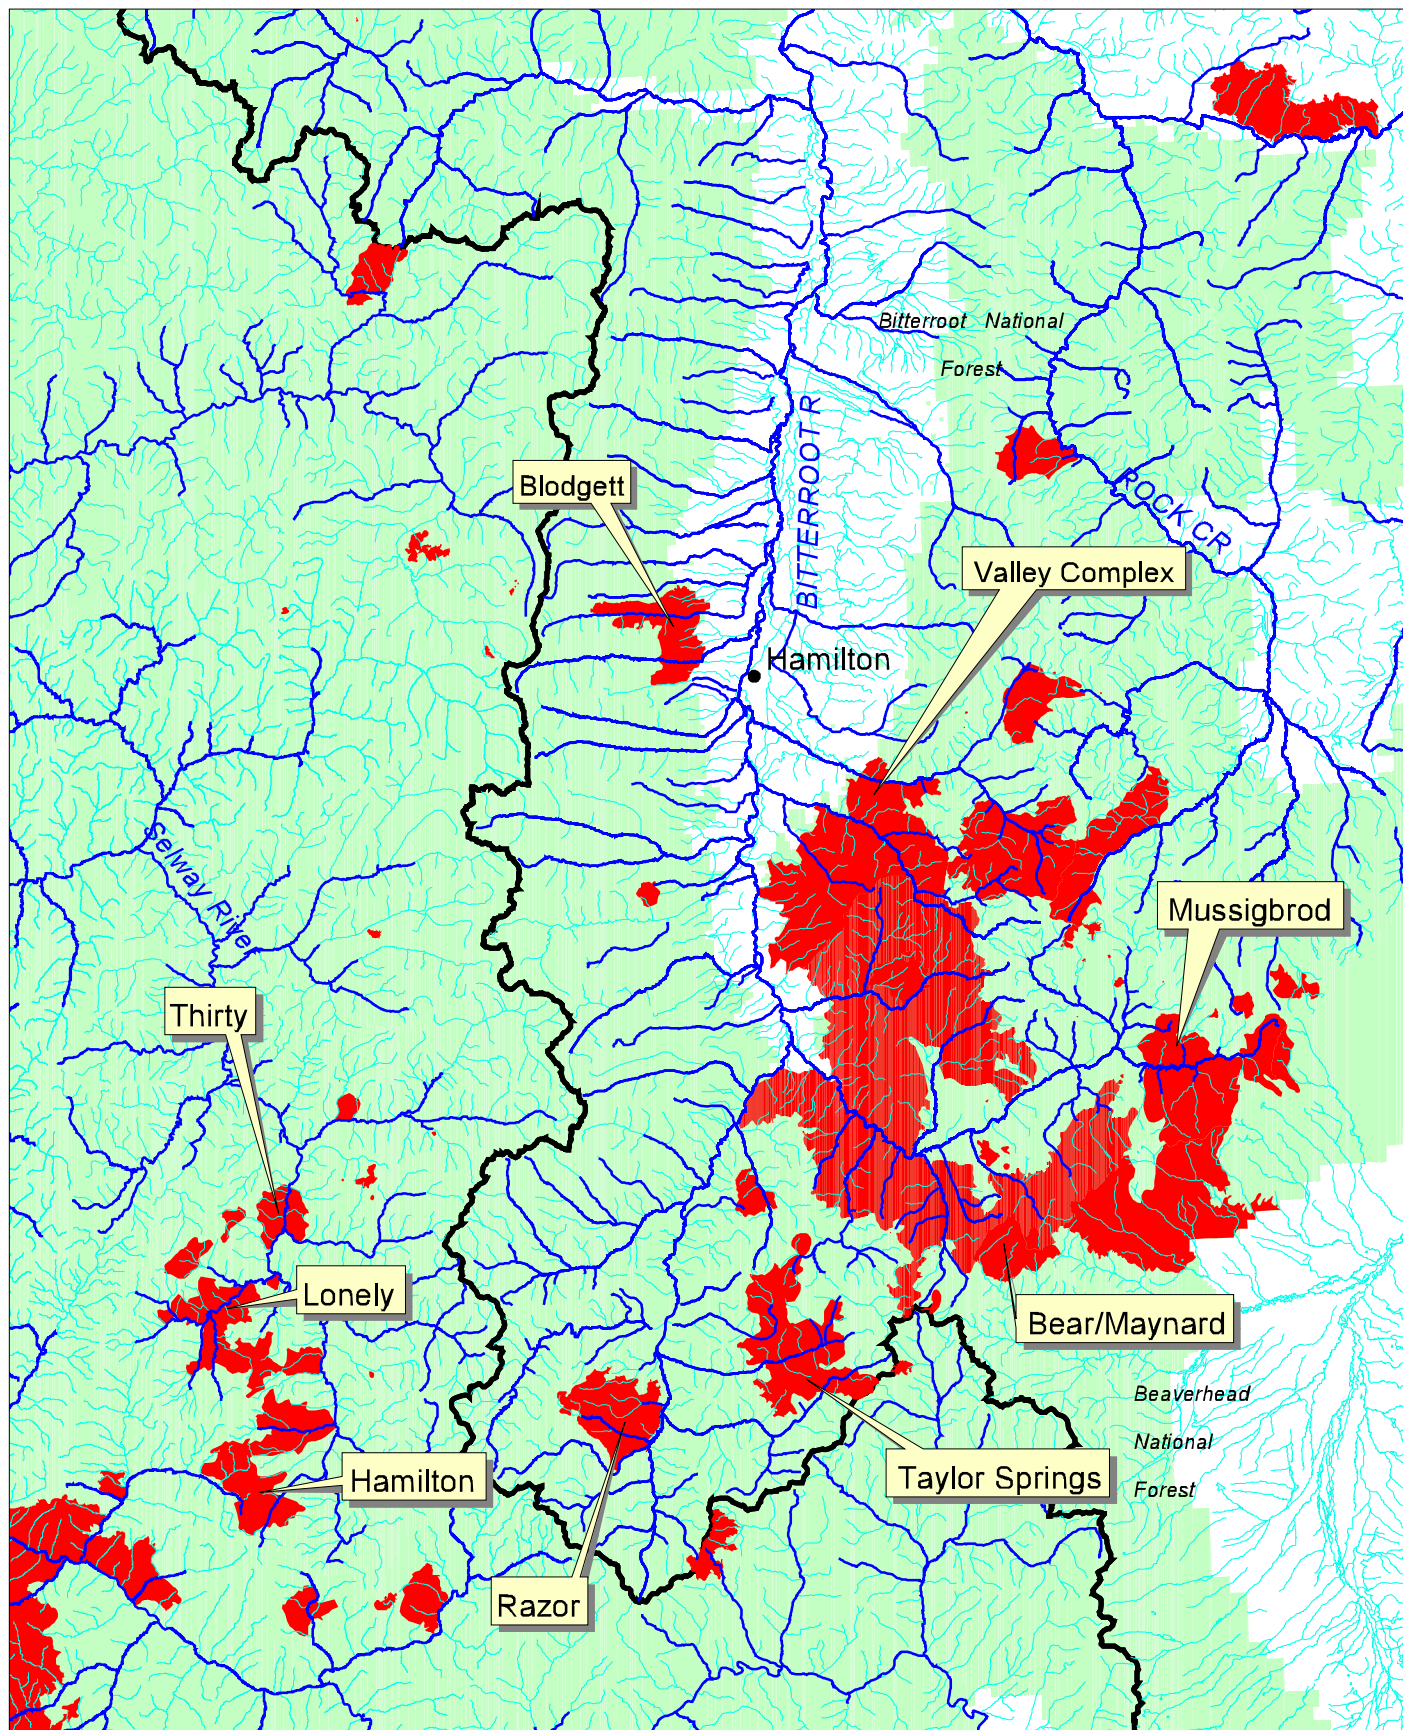 Bitterroot National
Forest
BITTERROOT R
Blodgett
ROCK CR
Valley Complex
Hamilton
Selway River
Mussigbrod
Thirty
Lonely
Bear/Maynard
Beaverhead
National
Forest
Hamilton
Taylor Springs
Razor